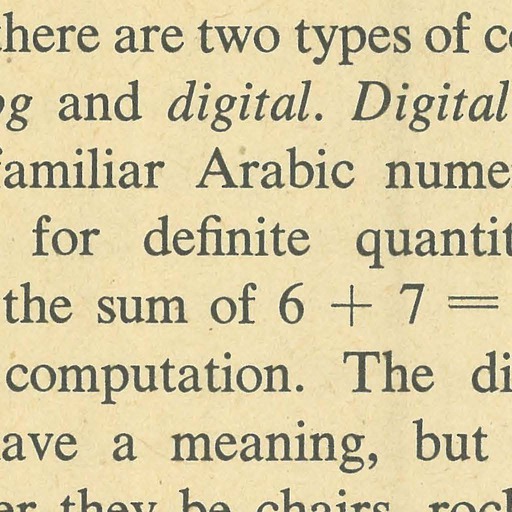 there are two types of co
og and digital. Digital
familiar Arabic nume
for definite quantit
the sum of 6 + 7 =
computation. The di
ave a meaning, but
er they be chairs, rock